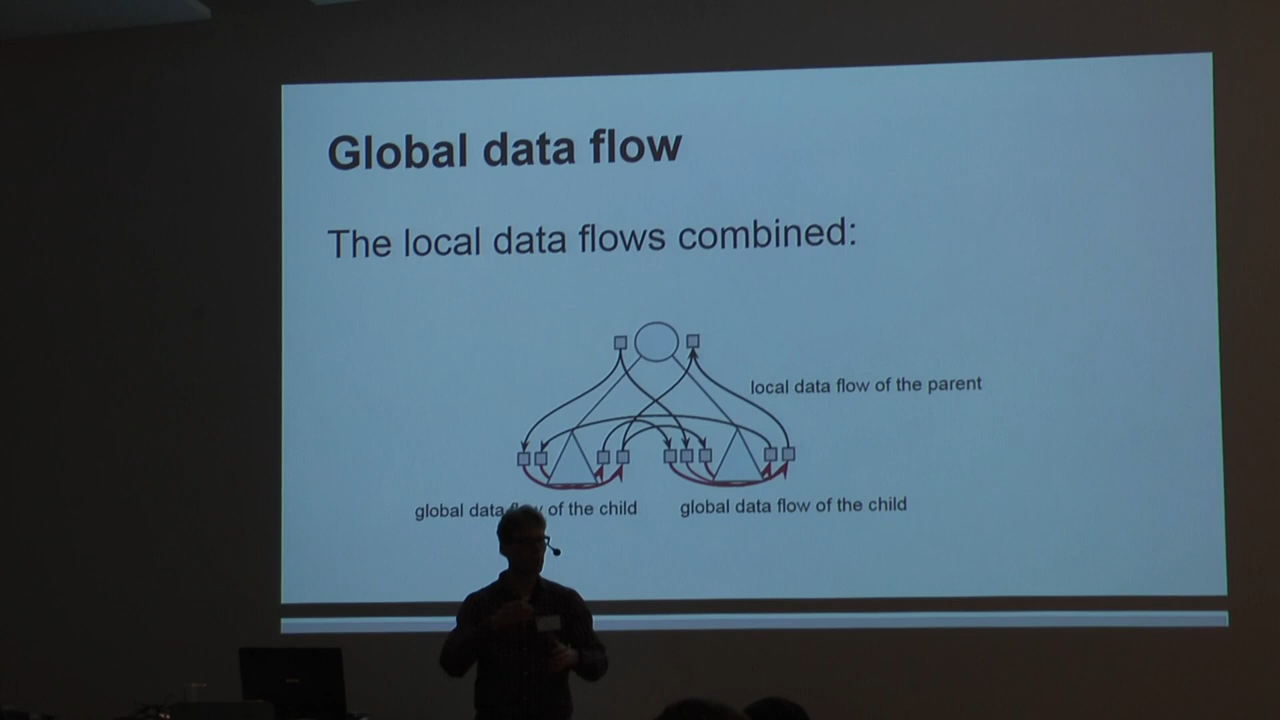 Global data flow
The local data flows combined:
local data flow of the parent
global data flow of the child
global data flow of the child